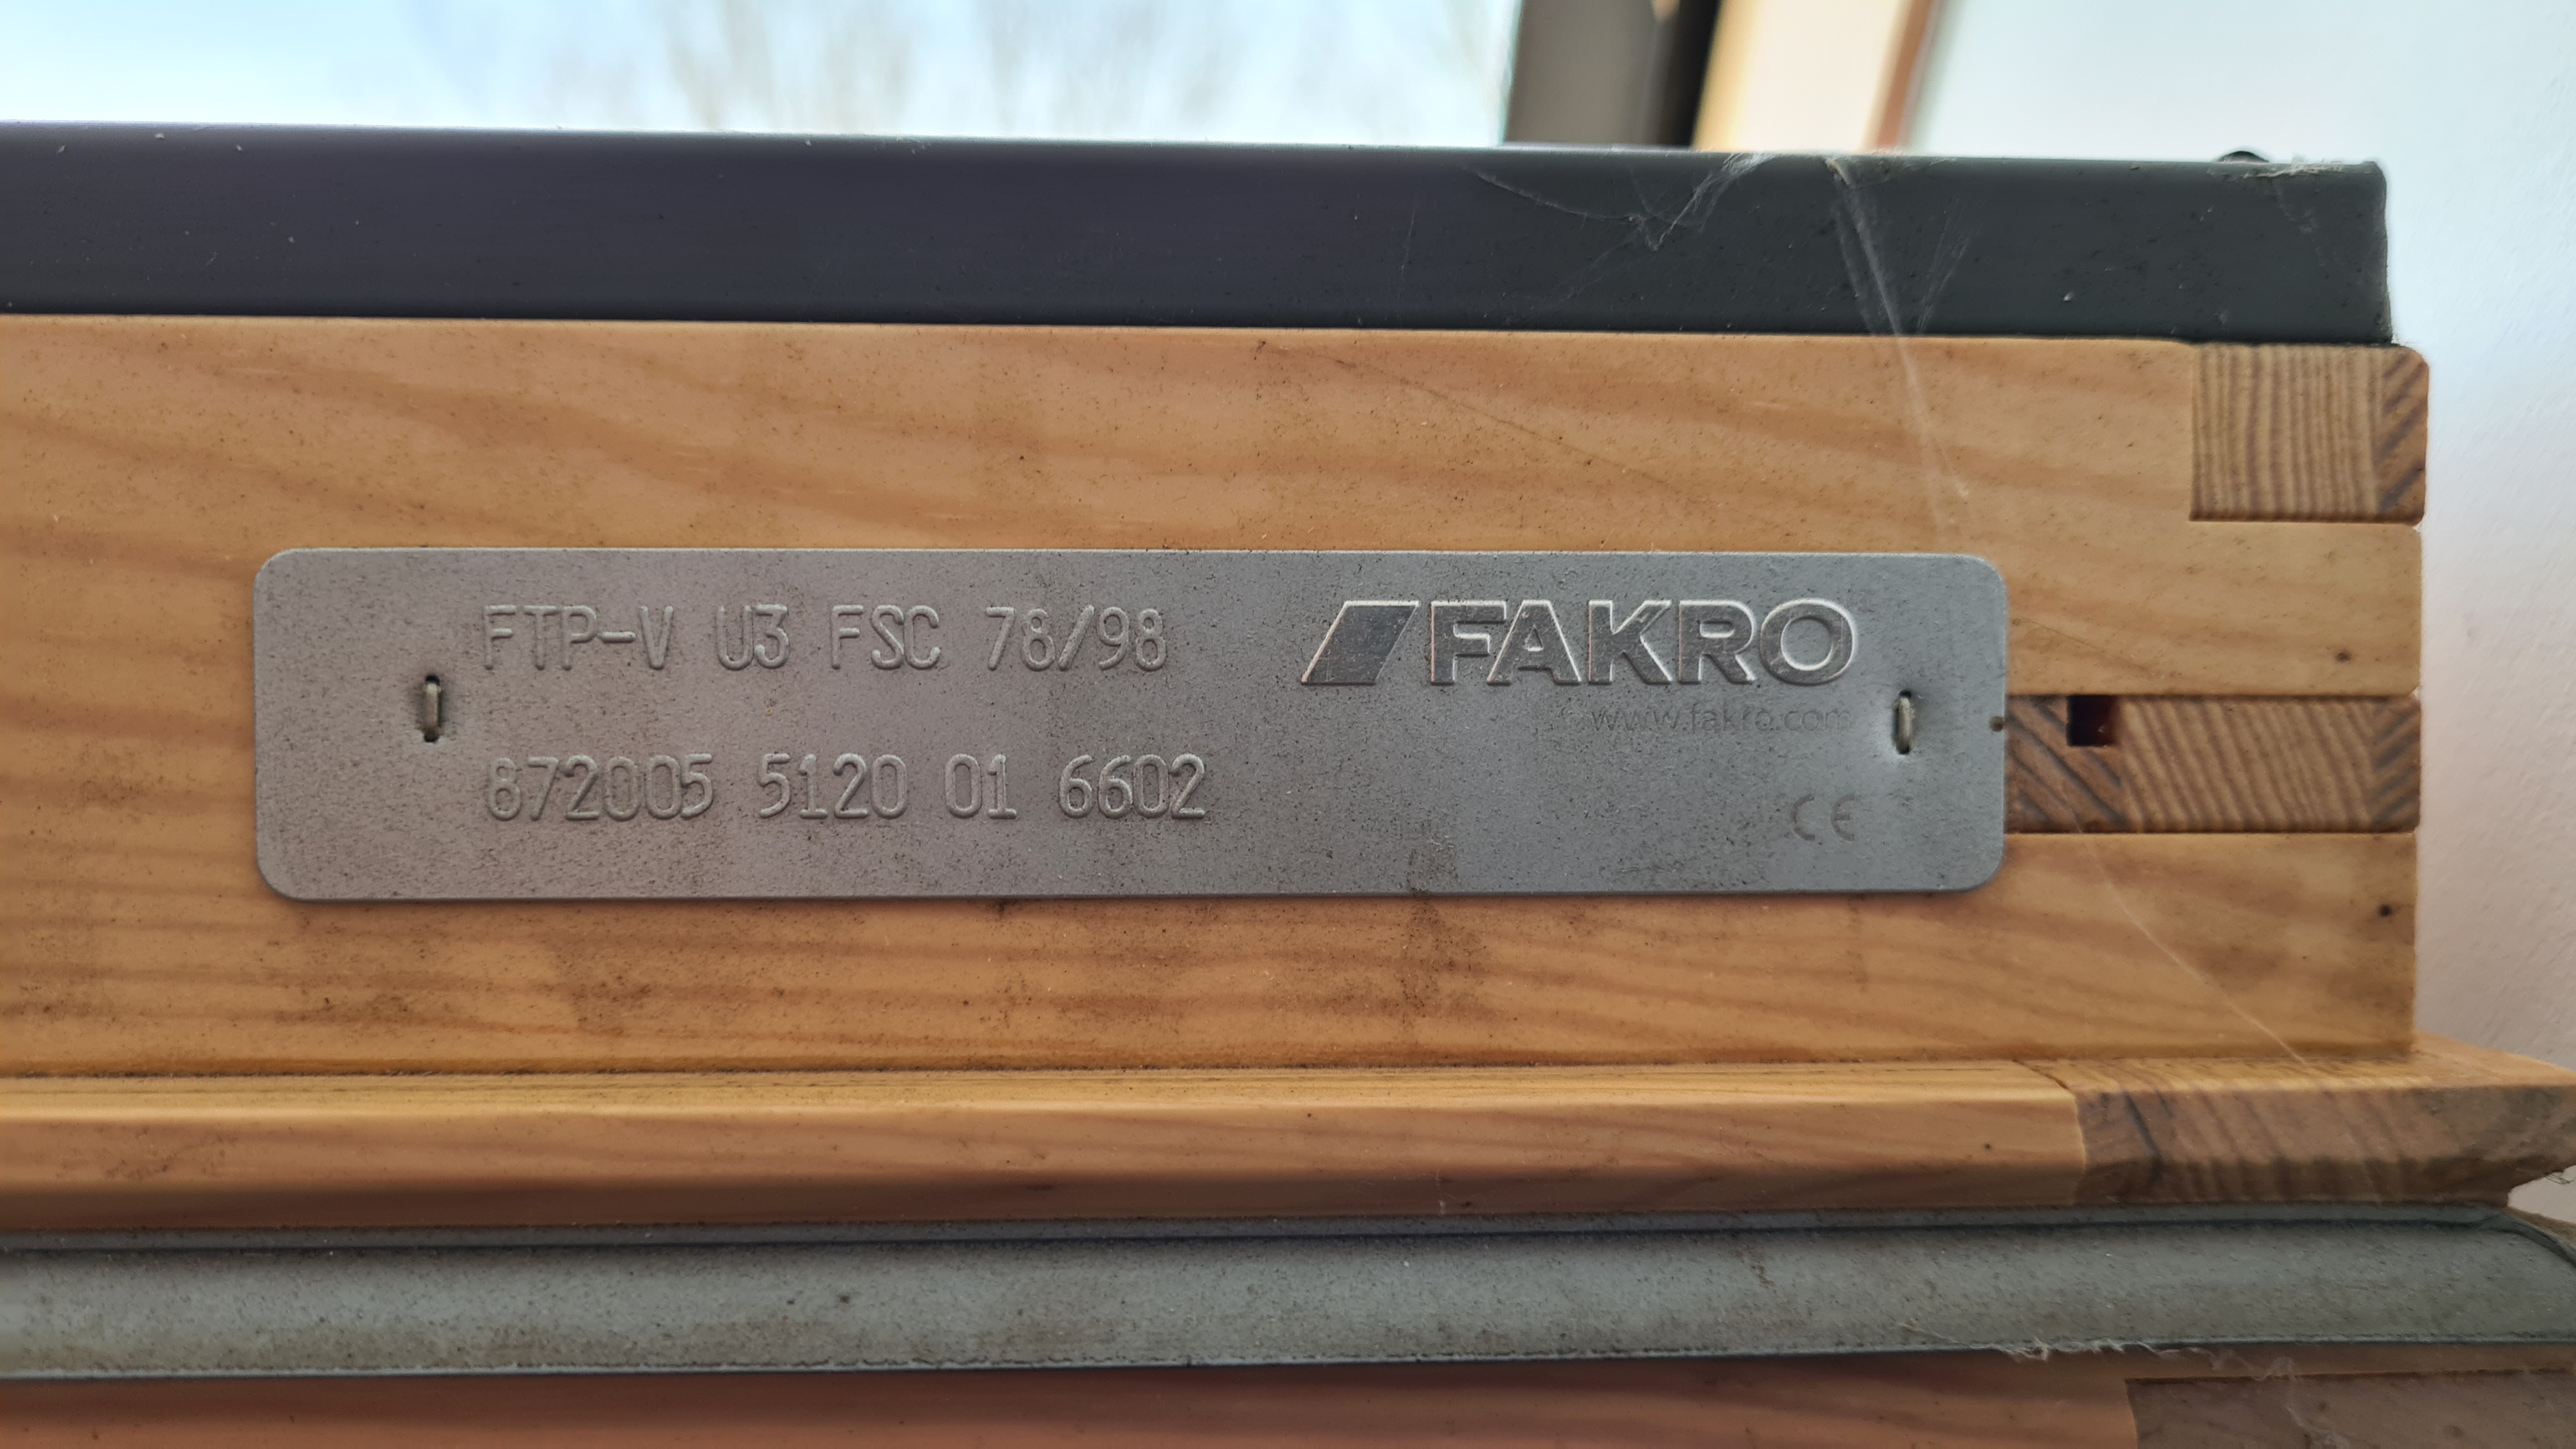 FTP-V U3 FSC 78/98
FAKRO
www.fakro.com
872005 5120 01 6602
CE